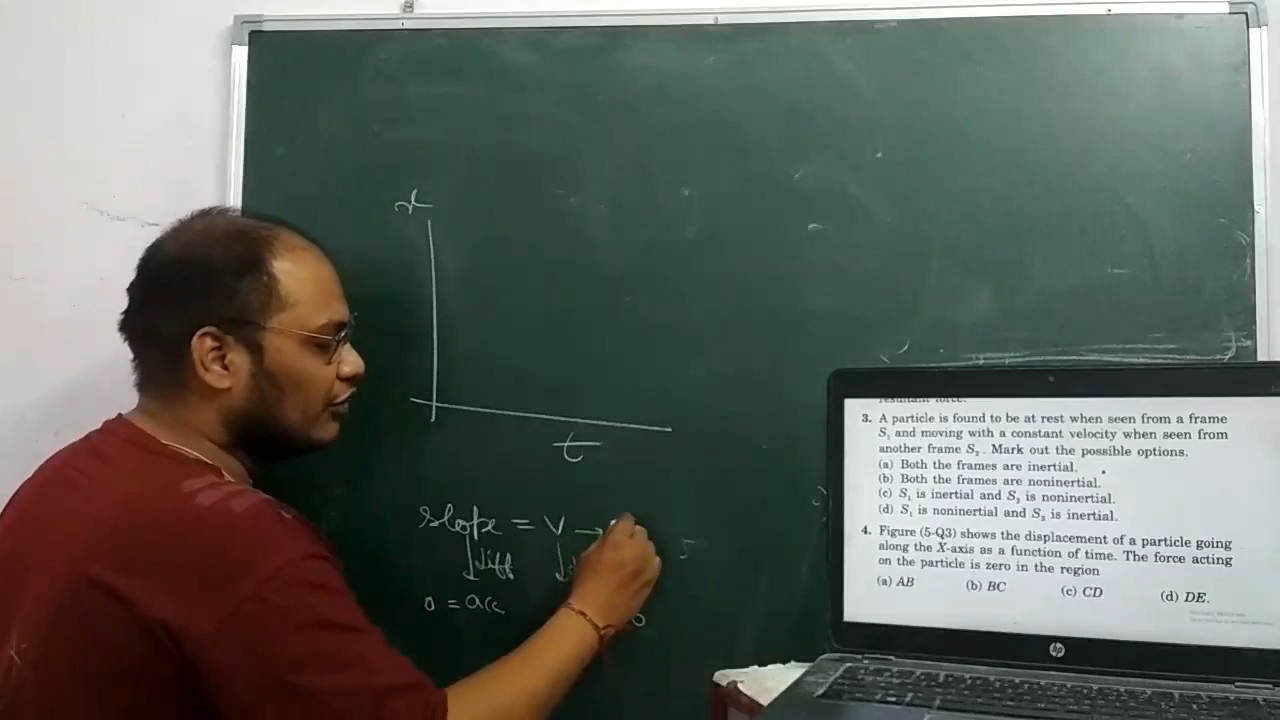 x
t
slope = v →
diff
0 = acc
0
resultant force.
3. A particle is found to be at rest when seen from a frame
S₁ and moving with a constant velocity when seen from
another frame S₂. Mark out the possible options.
(a) Both the frames are inertial.
(b) Both the frames are noninertial.
(c) S₁ is inertial and S₂ is noninertial.
(d) S₁ is noninertial and S₂ is inertial.
4. Figure (5-Q3) shows the displacement of a particle going
along the X-axis as a function of time. The force acting
on the particle is zero in the region
(a) AB (b) BC (c) CD (d) DE.
hp